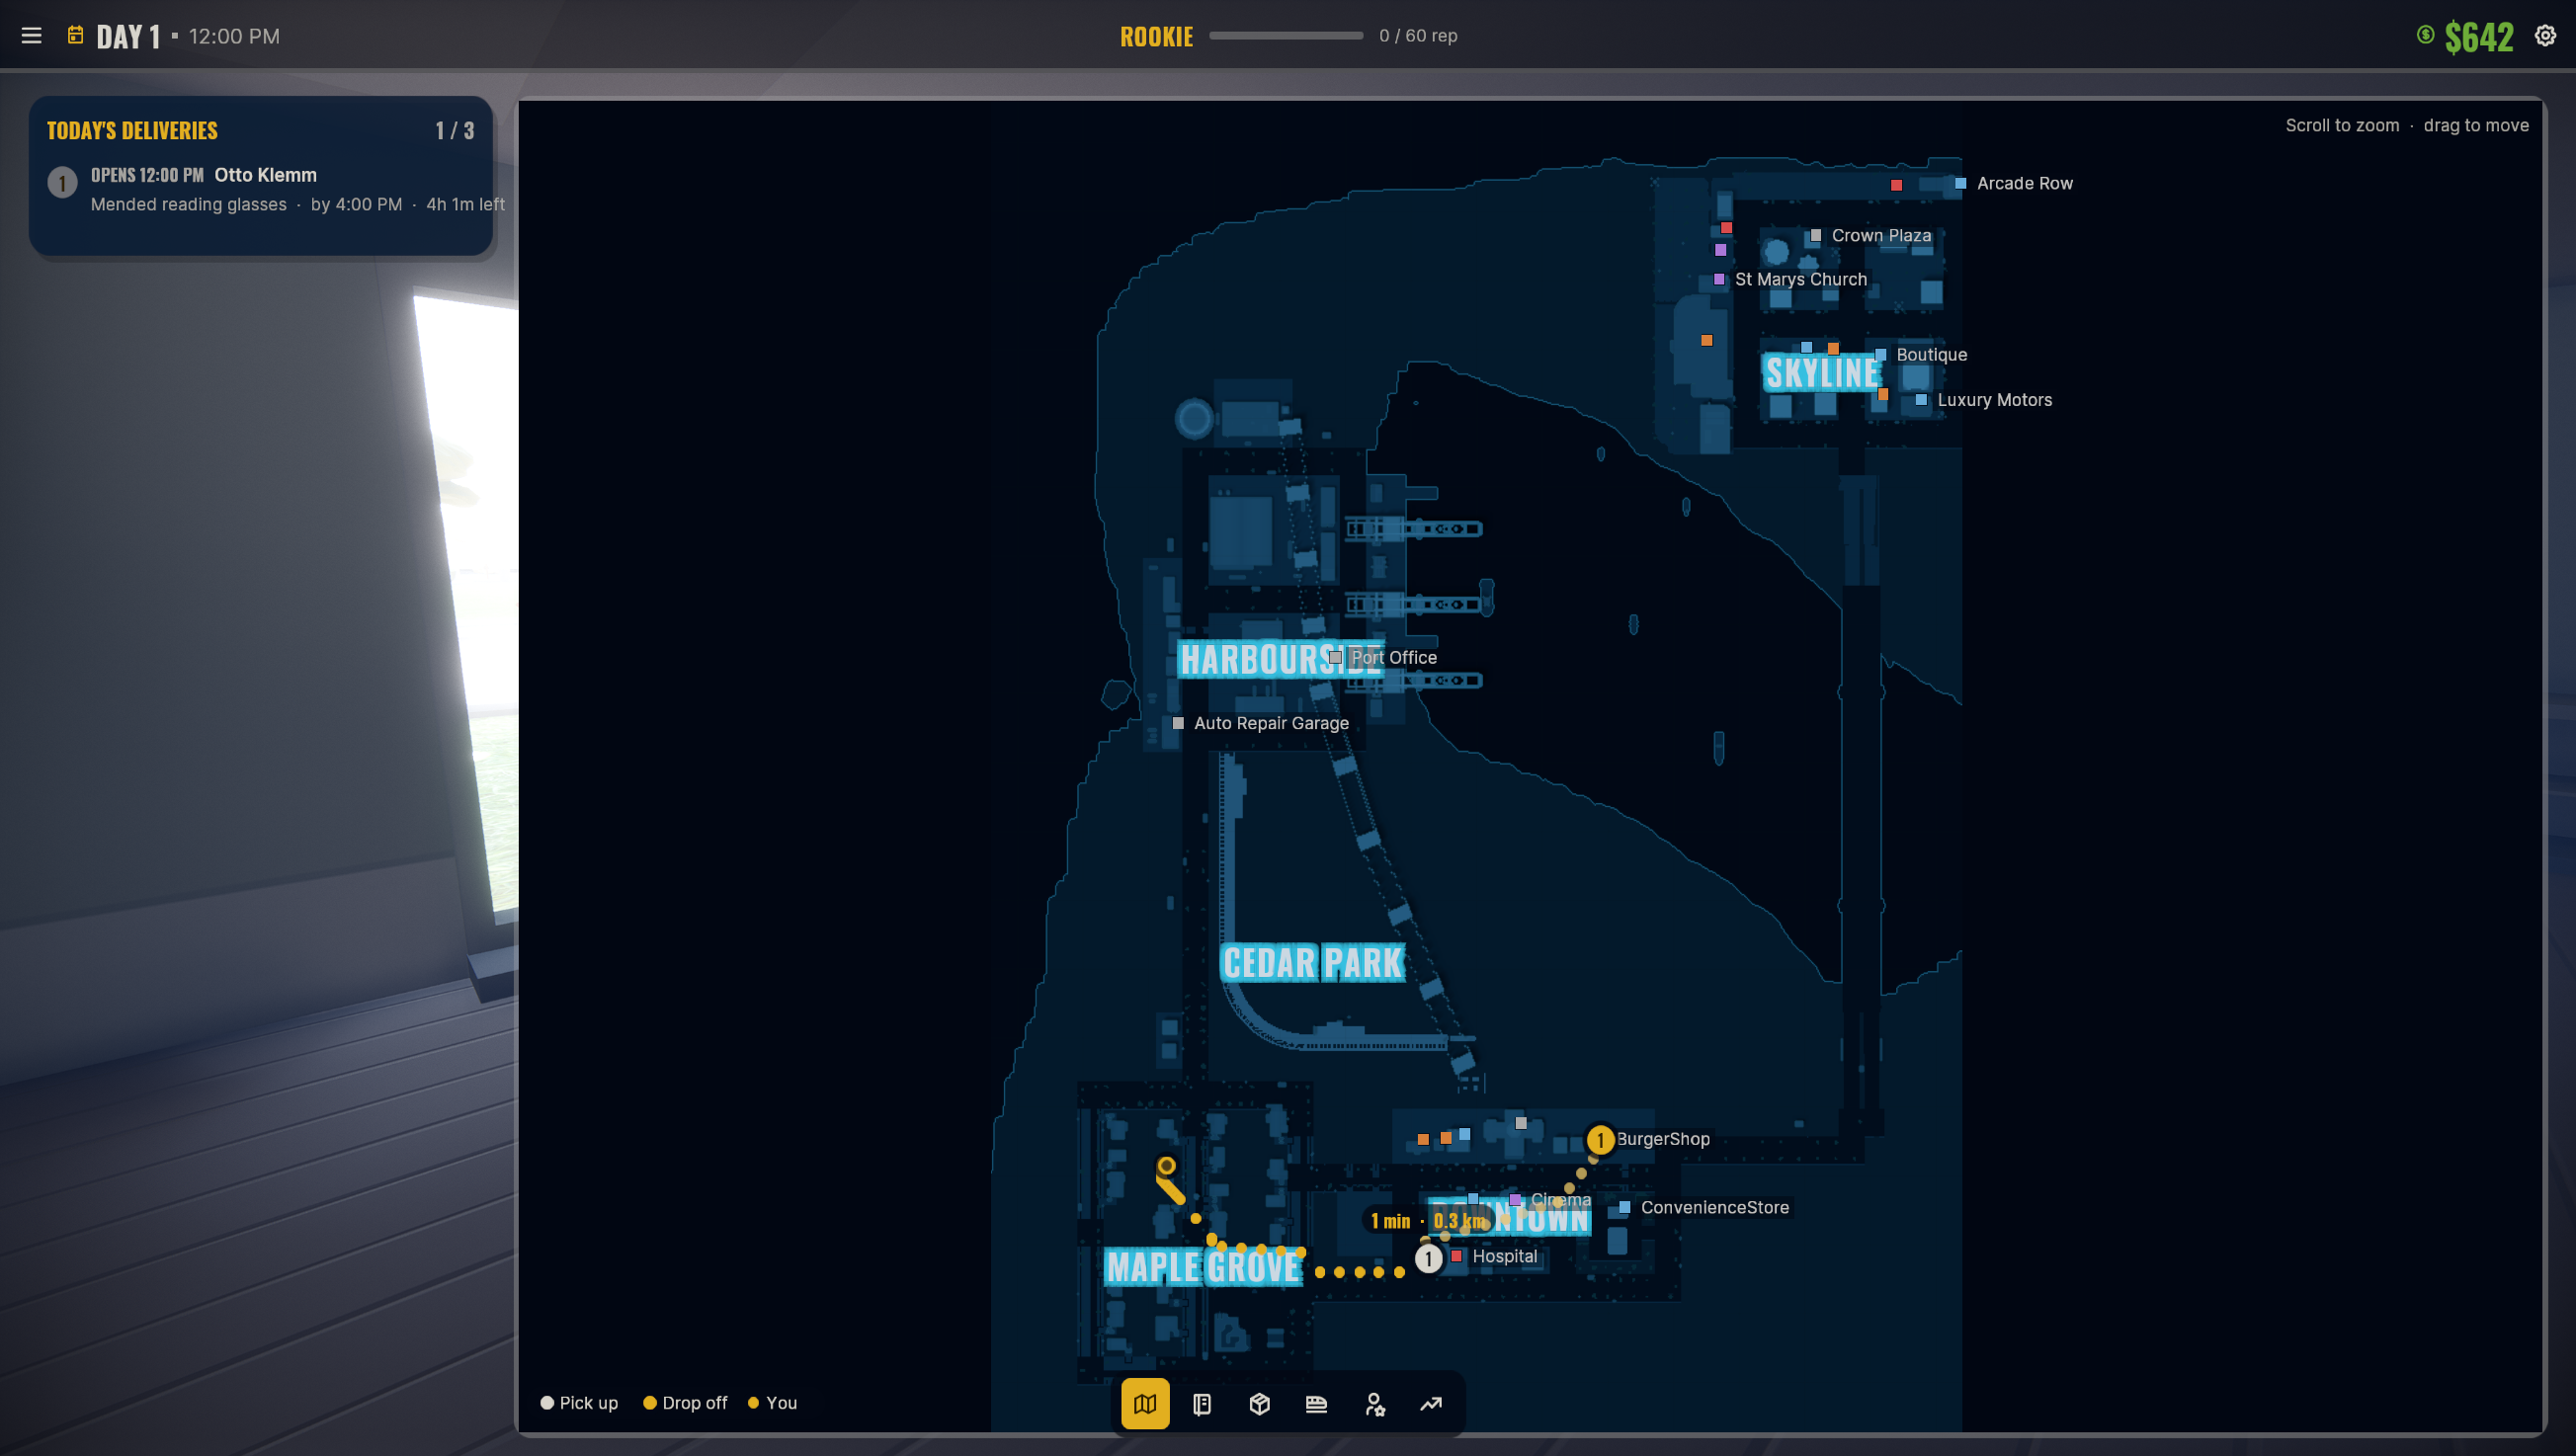 DAY 1 ▪ 12:00 PM
ROOKIE 0 / 60 rep
$642
TODAY'S DELIVERIES 1 / 3
1 OPENS 12:00 PM Otto Klemm
Mended reading glasses · by 4:00 PM · 4h 1m left
Scroll to zoom · drag to move
Arcade Row
Crown Plaza
St Marys Church
Boutique
SKYLINE
Luxury Motors
HARBOURSIDE
Port Office
Auto Repair Garage
CEDAR PARK
1 BurgerShop
Cinema
ConvenienceStore
1 min · 0.3 km
DOWNTOWN
1 Hospital
MAPLE GROVE
Pick up Drop off You